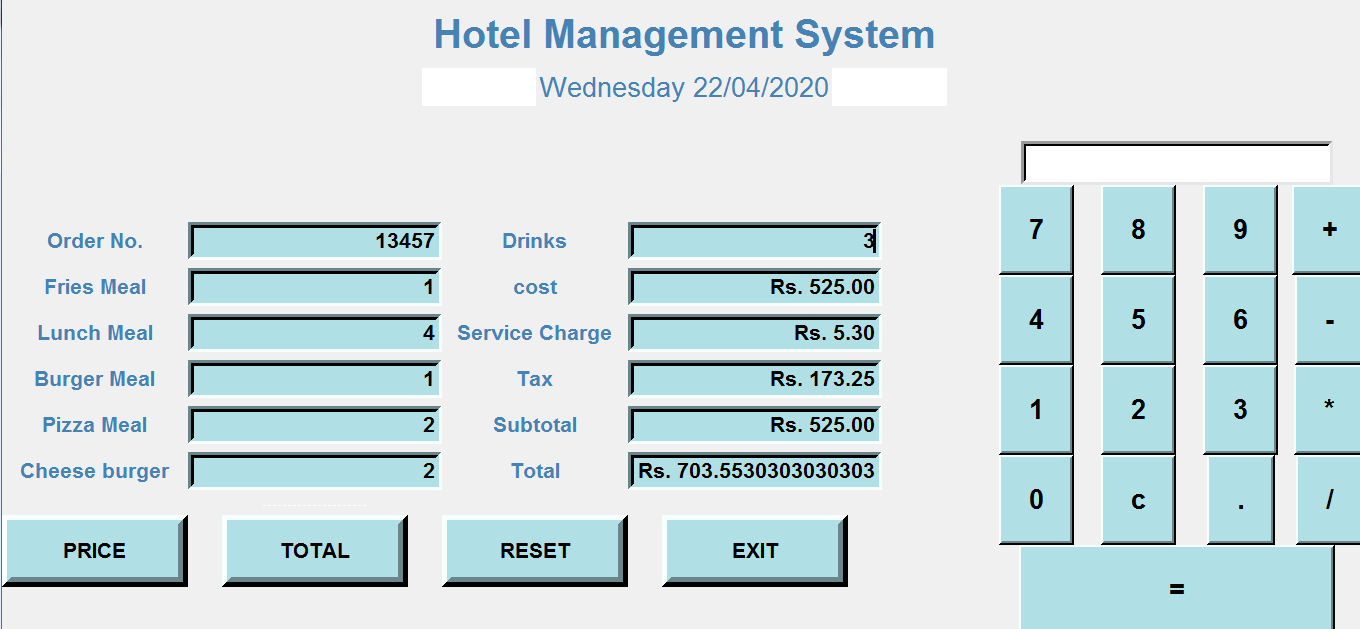 Hotel Management System
Wednesday 22/04/2020
Order No. 13457 Drinks 3
Fries Meal 1 cost Rs. 525.00
Lunch Meal 4 Service Charge Rs. 5.30
Burger Meal 1 Tax Rs. 173.25
Pizza Meal 2 Subtotal Rs. 525.00
Cheese burger 2 Total Rs. 703.5530303030303
PRICE TOTAL RESET EXIT
7 8 9 +
4 5 6 -
1 2 3 *
0 c . /
=